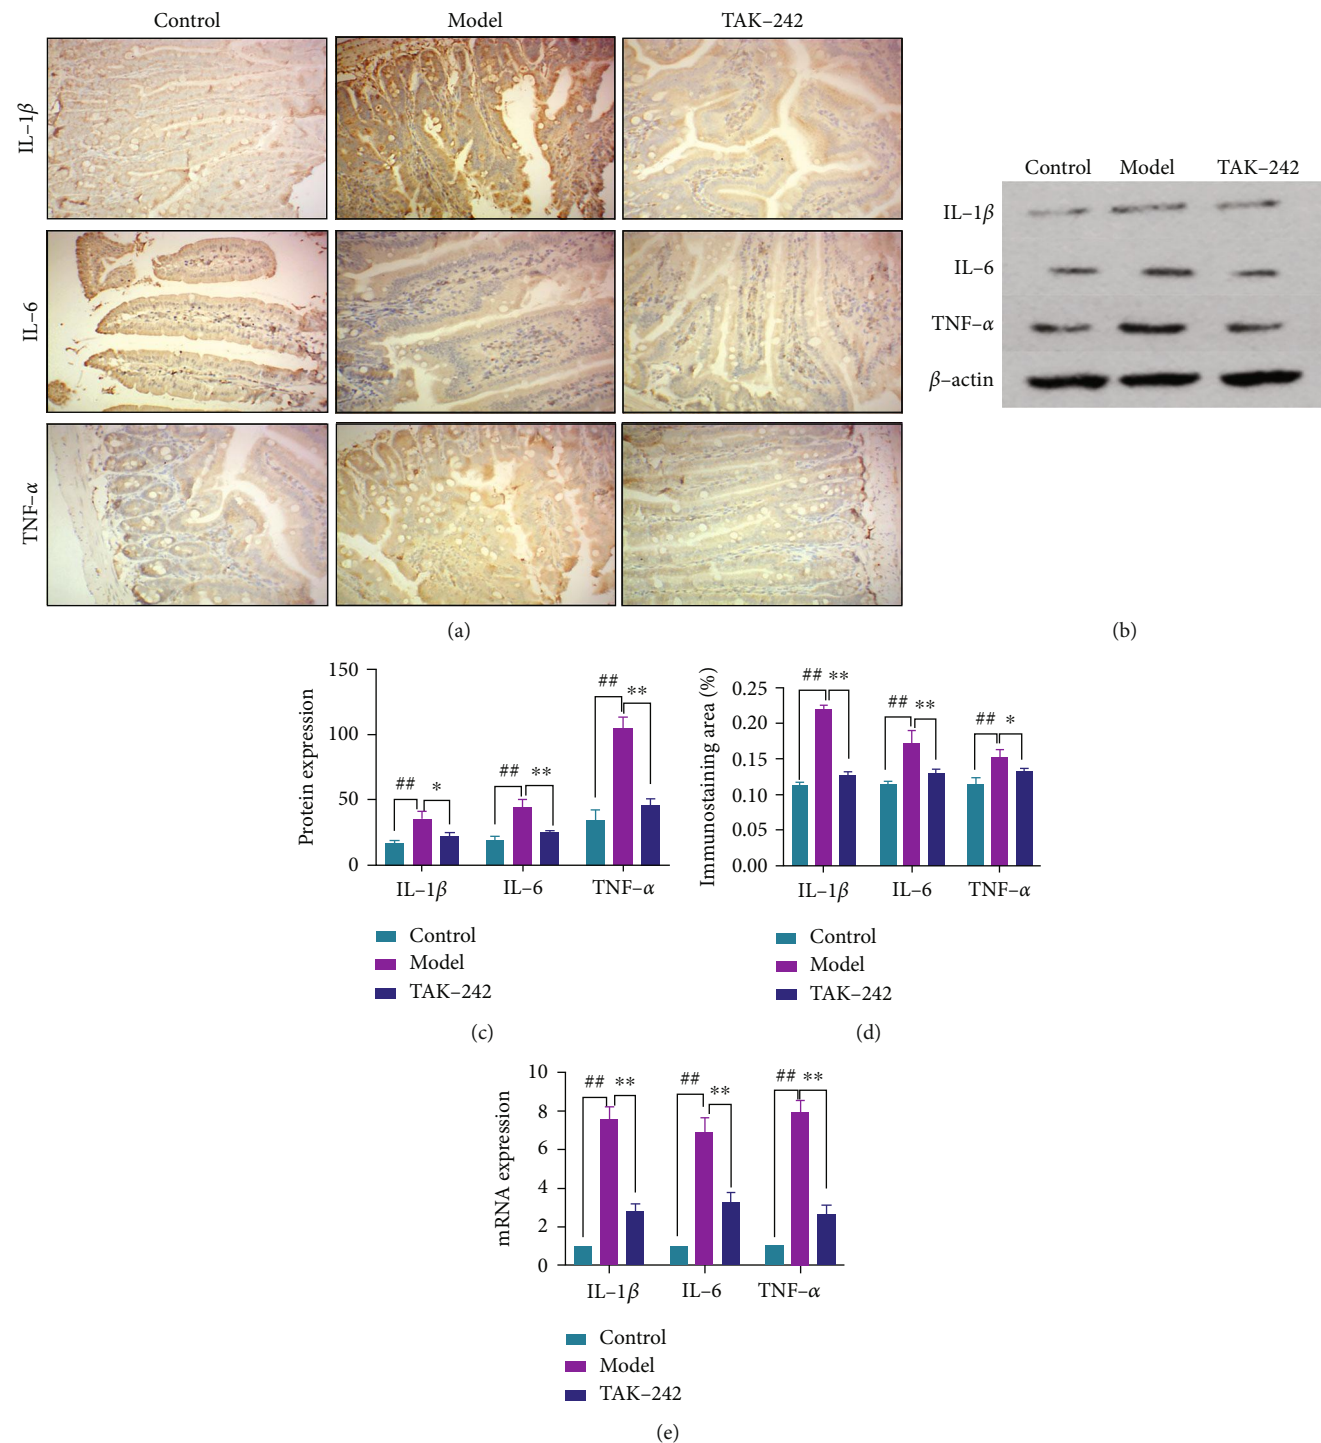 Control Model TAK–242
IL–1β
IL–6
TNF–α
(a)
Control Model TAK–242
IL–1β
IL–6
TNF–α
β–actin
(b)
Protein expression
150
100
50
0
## *
## **
## **
IL–1β IL–6 TNF–α
Control
Model
TAK–242
(c)
Immunostaining area (%)
0.25
0.20
0.15
0.10
0.05
0.00
## **
## **
## *
IL–1β IL–6 TNF–α
Control
Model
TAK–242
(d)
mRNA expression
10
8
6
4
2
0
## **
## **
## **
IL–1β IL–6 TNF–α
Control
Model
TAK–242
(e)